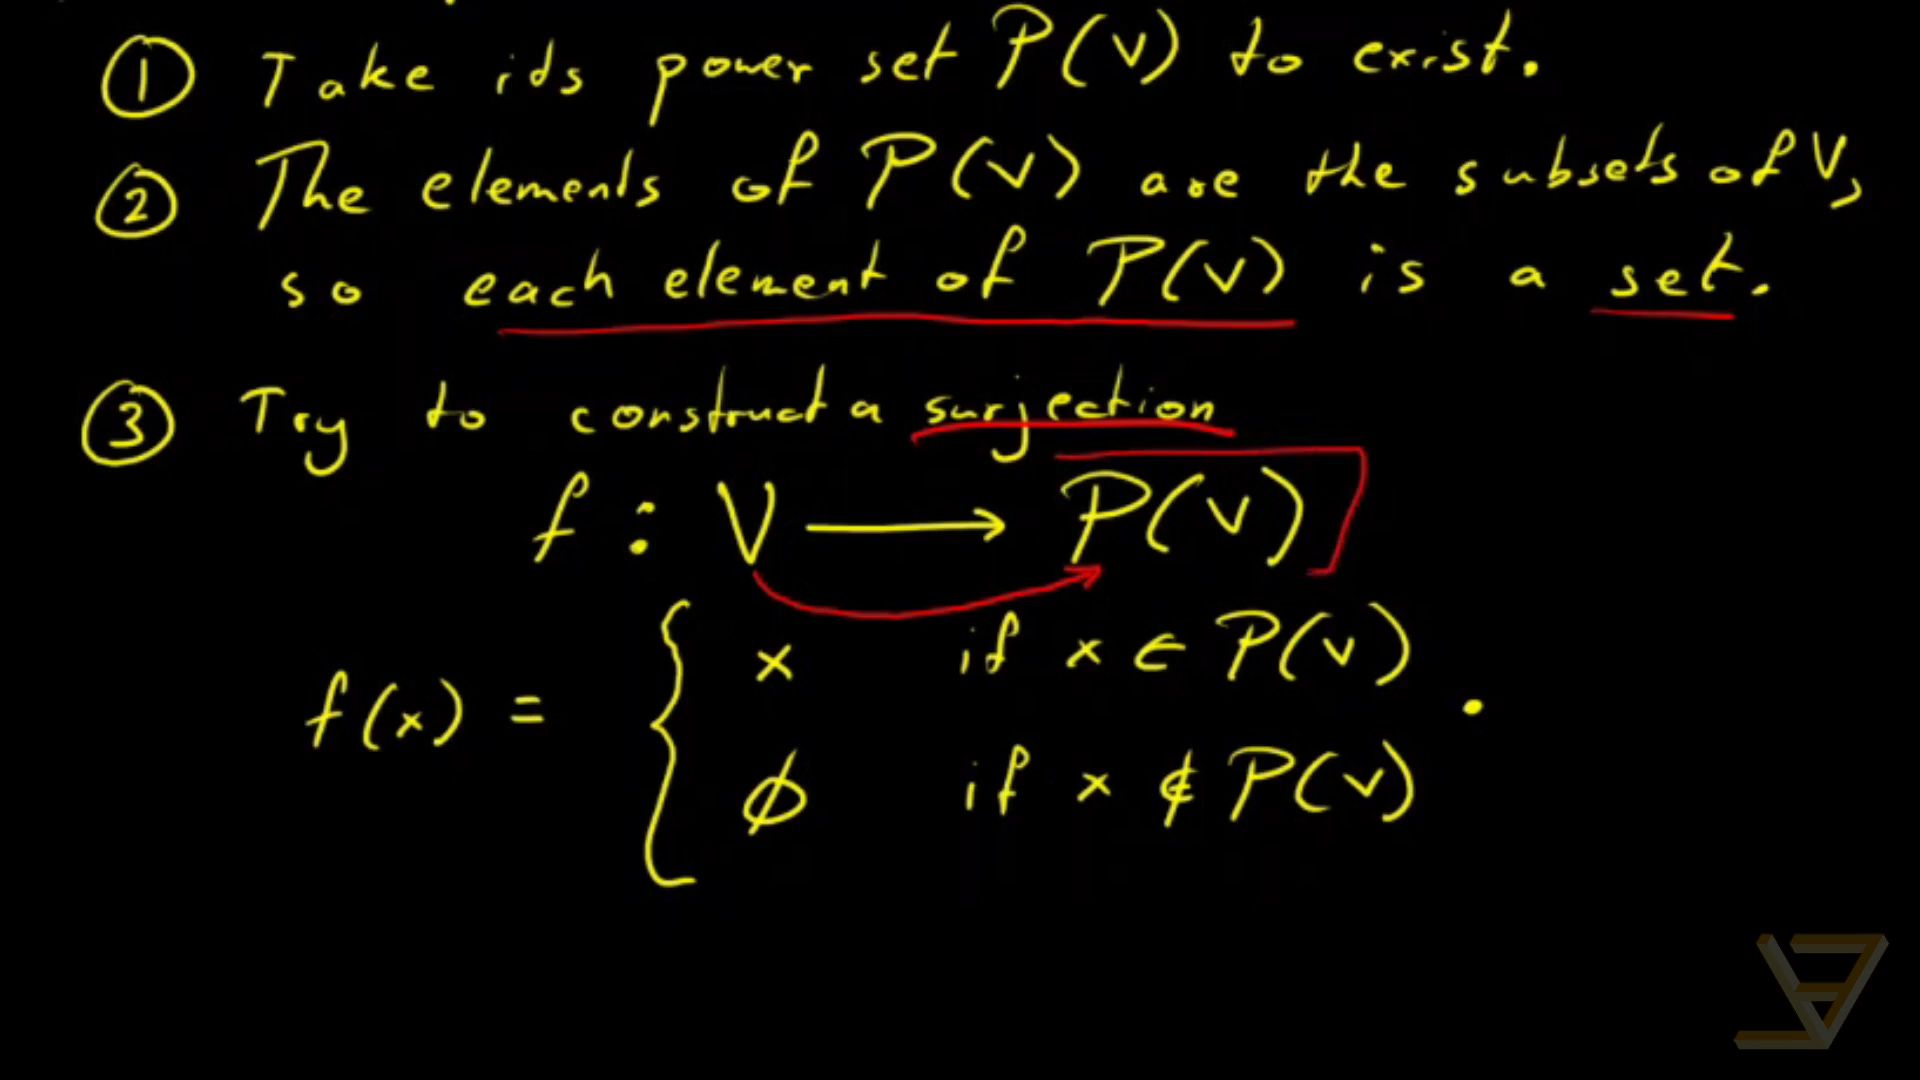 ① Take its power set P(V) to exist.
② The elements of P(V) are the subsets of V,
so each element of P(V) is a set.
③ Try to construct a surjection
f : V ⟶ P(V)
f(x) = { x if x ∈ P(V) .
∅ if x ∉ P(V)